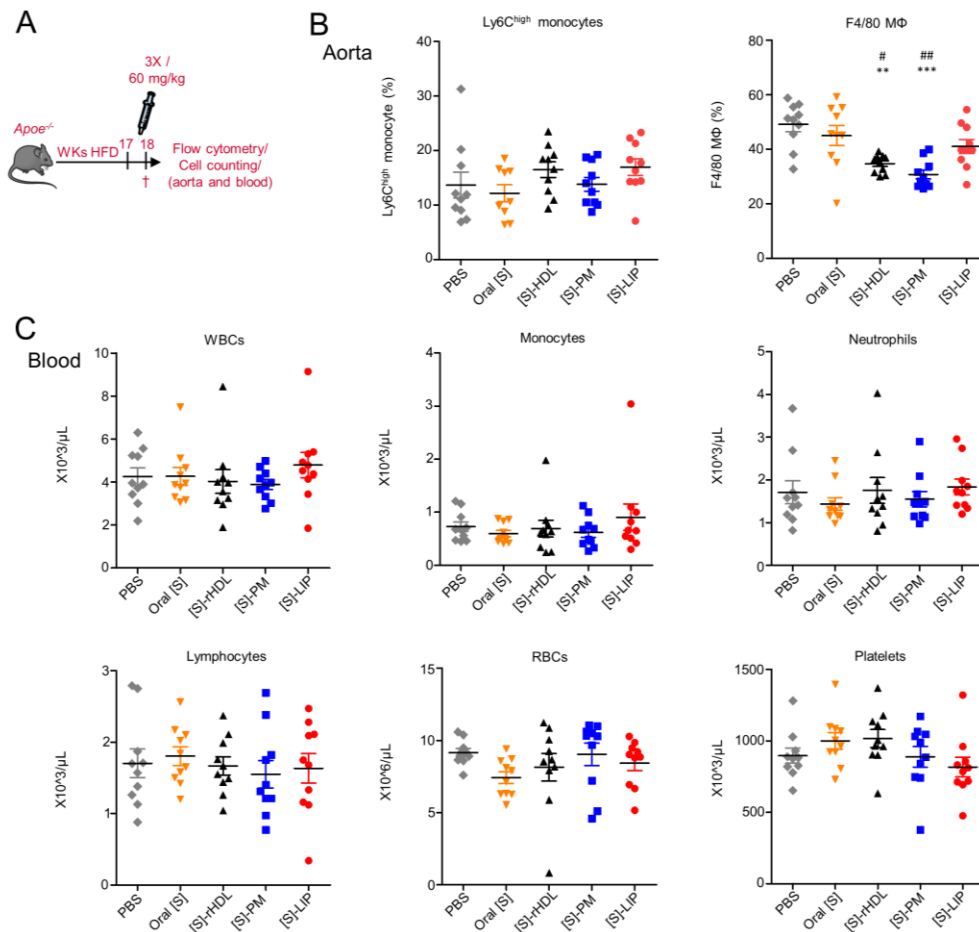 A
3X /
60 mg/kg
Apoe-/-
WKs HFD
17
18
†
Flow cytometry/
Cell counting/
(aorta and blood)
B
Aorta
Ly6Chigh monocytes
Ly6Chigh monocyte (%)
40
30
20
10
0
PBS
Oral [S]
[S]-HDL
[S]-PM
[S]-LIP
F4/80 MΦ
F4/80 MΦ (%)
80
60
40
20
0
#
**
##
***
PBS
Oral [S]
[S]-HDL
[S]-PM
[S]-LIP
C
Blood
WBCs
X10^3/µL
10
8
6
4
2
0
PBS
Oral [S]
[S]-rHDL
[S]-PM
[S]-LIP
Monocytes
X10^3/µL
4
3
2
1
0
PBS
Oral [S]
[S]-rHDL
[S]-PM
[S]-LIP
Neutrophils
X10^3/µL
5
4
3
2
1
0
PBS
Oral [S]
[S]-rHDL
[S]-PM
[S]-LIP
Lymphocytes
X10^3/µL
3
2
1
0
PBS
Oral [S]
[S]-rHDL
[S]-PM
[S]-LIP
RBCs
X10^6/µL
15
10
5
0
PBS
Oral [S]
[S]-rHDL
[S]-PM
[S]-LIP
Platelets
X10^3/µL
1500
1000
500
0
PBS
Oral [S]
[S]-rHDL
[S]-PM
[S]-LIP